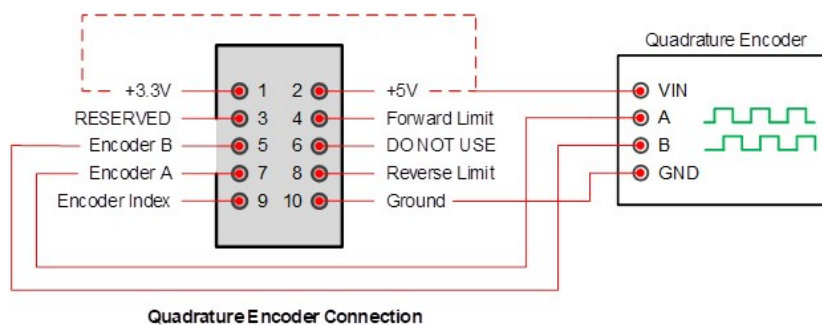 Quadrature Encoder
+3.3V 1 2 +5V VIN
RESERVED 3 4 Forward Limit A
Encoder B 5 6 DO NOT USE B
Encoder A 7 8 Reverse Limit GND
Encoder Index 9 10 Ground
Quadrature Encoder Connection